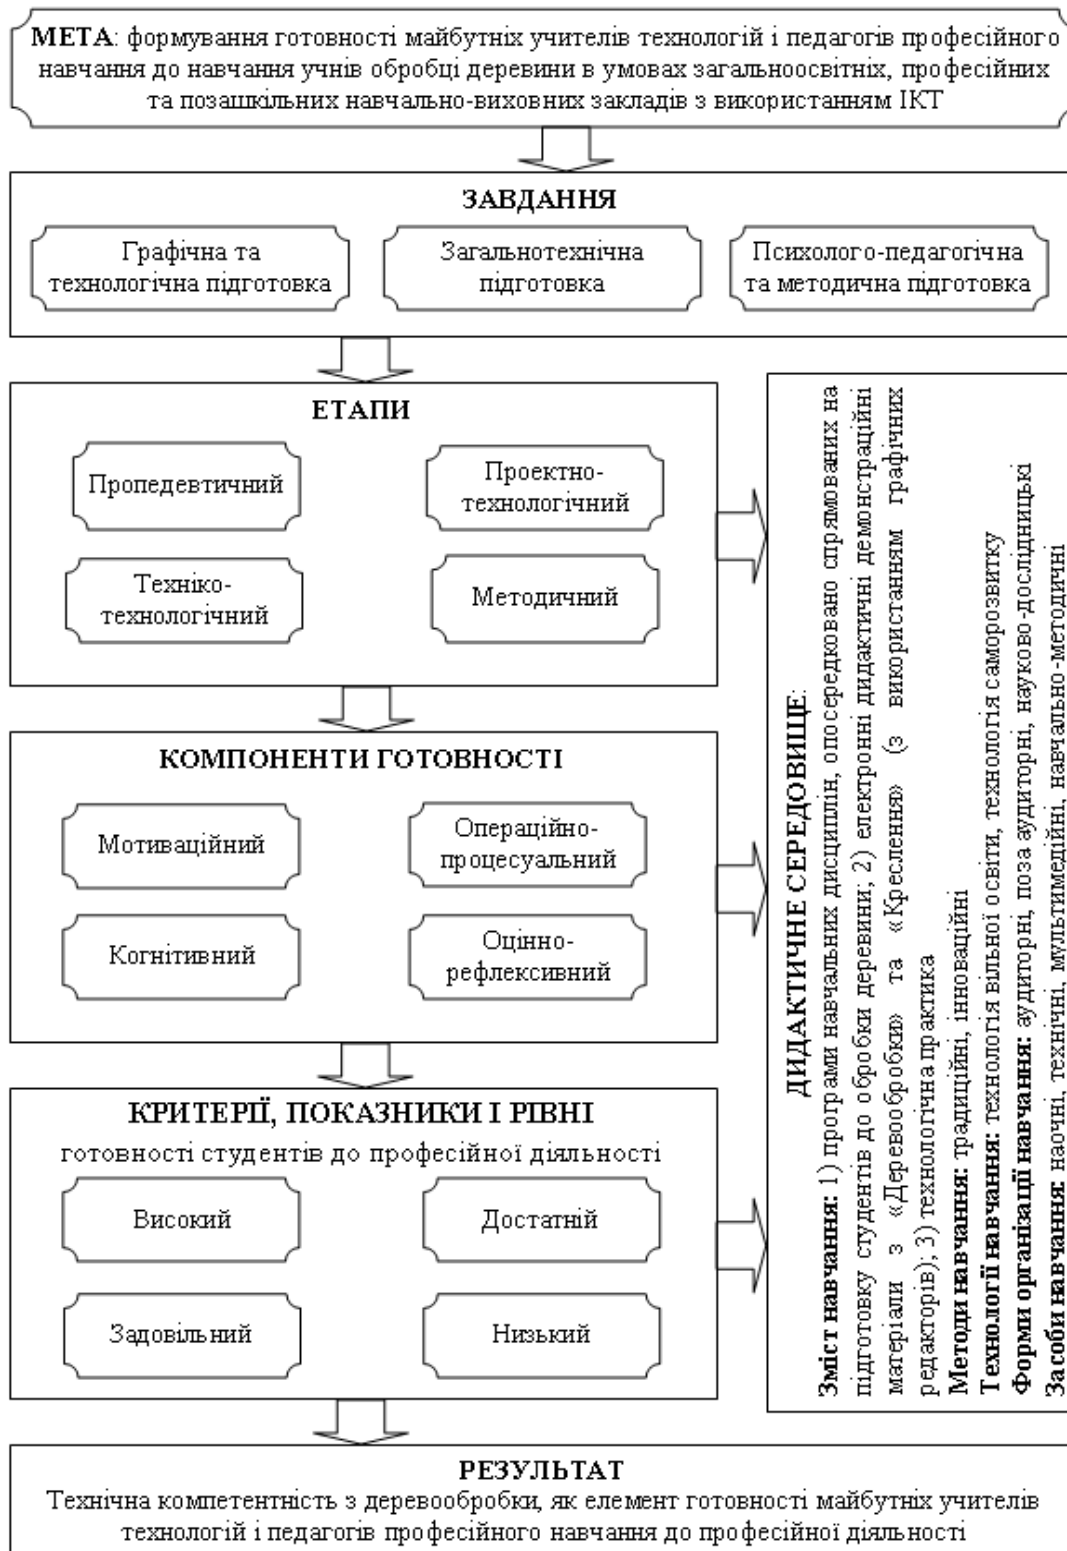 МЕТА: формування готовності майбутніх учителів технологій і педагогів професійного
навчання до навчання учнів обробці деревини в умовах загальноосвітніх, професійних
та позашкільних навчально-виховних закладів з використанням ІКТ
ЗАВДАННЯ
Графічна та
технологічна підготовка
Загальнотехнічна
підготовка
Психолого-педагогічна
та методична підготовка
ЕТАПИ
Пропедевтичний
Проектно-
технологічний
Техніко-
технологічний
Методичний
КОМПОНЕНТИ ГОТОВНОСТІ
Мотиваційний
Операційно-
процесуальний
Когнітивний
Оцінно-
рефлексивний
КРИТЕРІЇ, ПОКАЗНИКИ І РІВНІ
готовності студентів до професійної діяльності
Високий
Достатній
Задовільний
Низький
ДИДАКТИЧНЕ СЕРЕДОВИЩЕ:
Зміст навчання: 1) програми навчальних дисциплін, опосередковано спрямованих на
підготовку студентів до обробки деревини; 2) електронні дидактичні демонстраційні
матеріали з «Деревообробки» та «Креслення» (з використанням графічних
редакторів); 3) технологічна практика
Методи навчання: традиційні, інноваційні
Технології навчання: технологія вільної освіти, технологія саморозвитку
Форми організації навчання: аудиторні, поза аудиторні, науково-дослідницькі
Засоби навчання: наочні, технічні, мультимедійні, навчально-методичні
РЕЗУЛЬТАТ
Технічна компетентність з деревообробки, як елемент готовності майбутніх учителів
технологій і педагогів професійного навчання до професійної діяльності